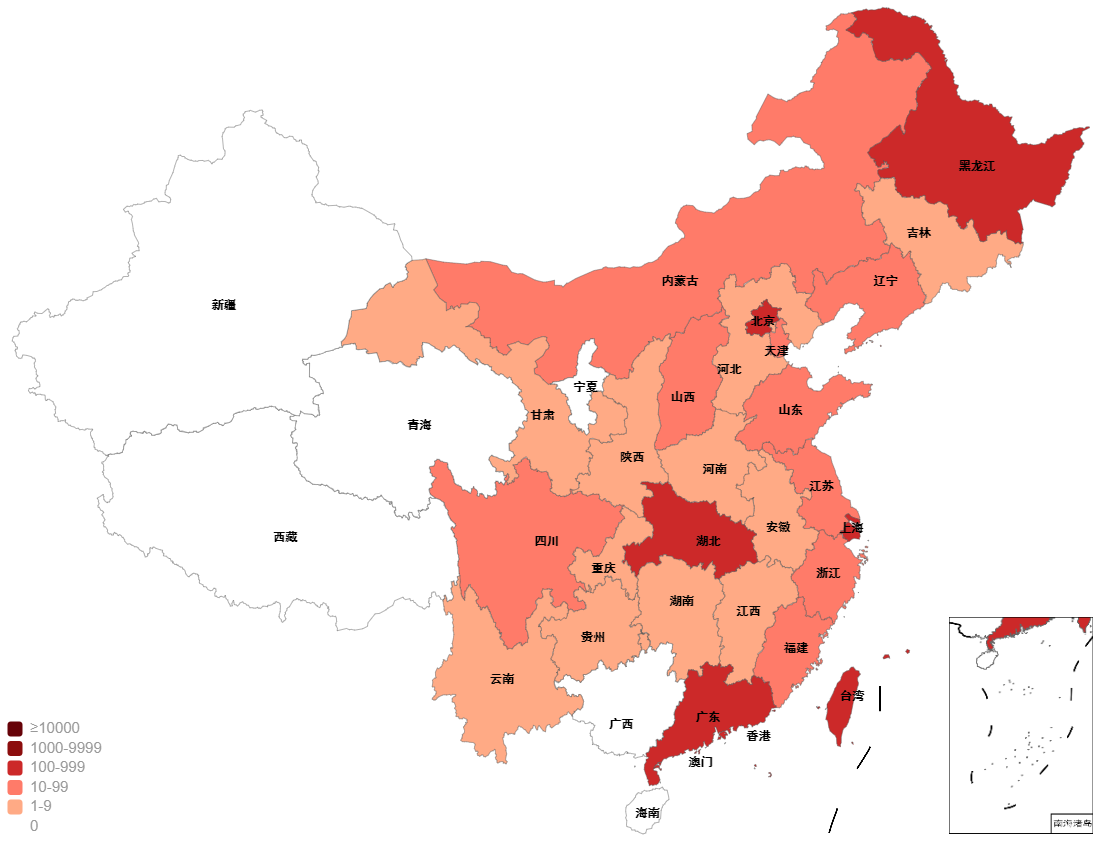 黑龙江
吉林
内蒙古
辽宁
新疆
北京
天津
河北
宁夏
山西
山东
甘肃
青海
陕西
河南
江苏
上海
安徽
西藏
四川
湖北
重庆
浙江
湖南
江西
贵州
福建
云南
台湾
广东
广西
香港
澳门
海南
南海诸岛
≥10000
1000-9999
100-999
10-99
1-9
0